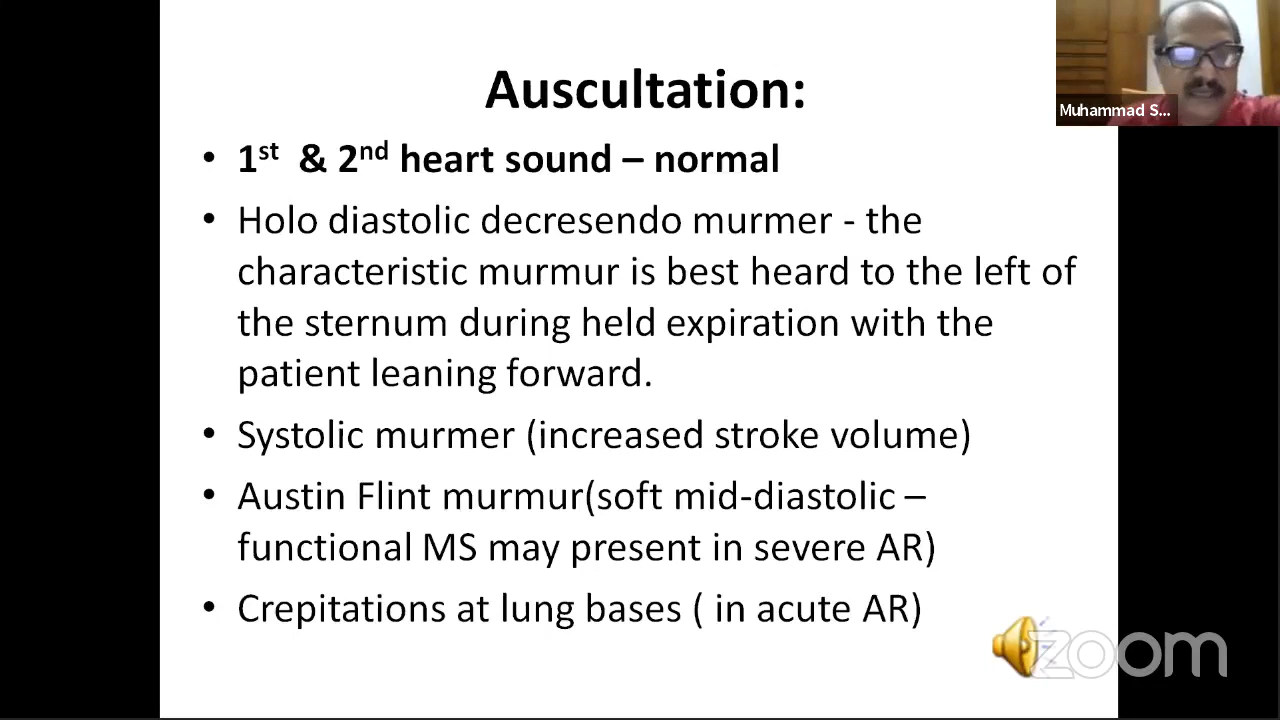 Auscultation:
Muhammad S...
• 1st & 2nd heart sound – normal
• Holo diastolic decresendo murmer - the
characteristic murmur is best heard to the left of
the sternum during held expiration with the
patient leaning forward.
• Systolic murmer (increased stroke volume)
• Austin Flint murmur(soft mid-diastolic –
functional MS may present in severe AR)
• Crepitations at lung bases ( in acute AR)
zoom